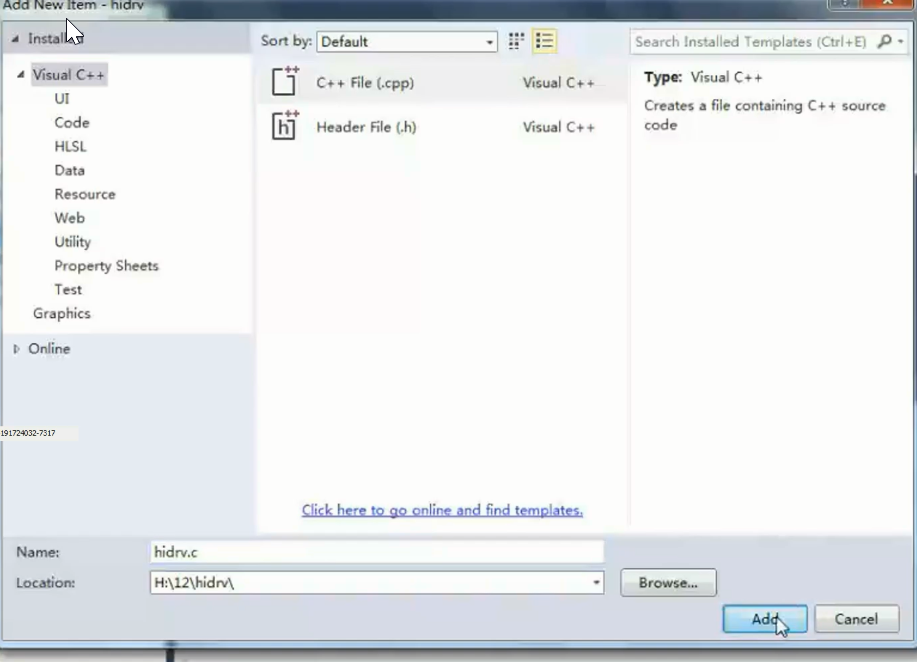 Add New Item - hidrv
Sort by: Default
Search Installed Templates (Ctrl+E)
Visual C++
UI
Code
HLSL
Data
Resource
Web
Utility
Property Sheets
Test
Graphics
Online
C++ File (.cpp) Visual C++
Header File (.h) Visual C++
Type: Visual C++
Creates a file containing C++ source
code
191724032-7317
Click here to go online and find templates.
Name: hidrv.c
Location: H:\12\hidrv\
Browse...
Add
Cancel